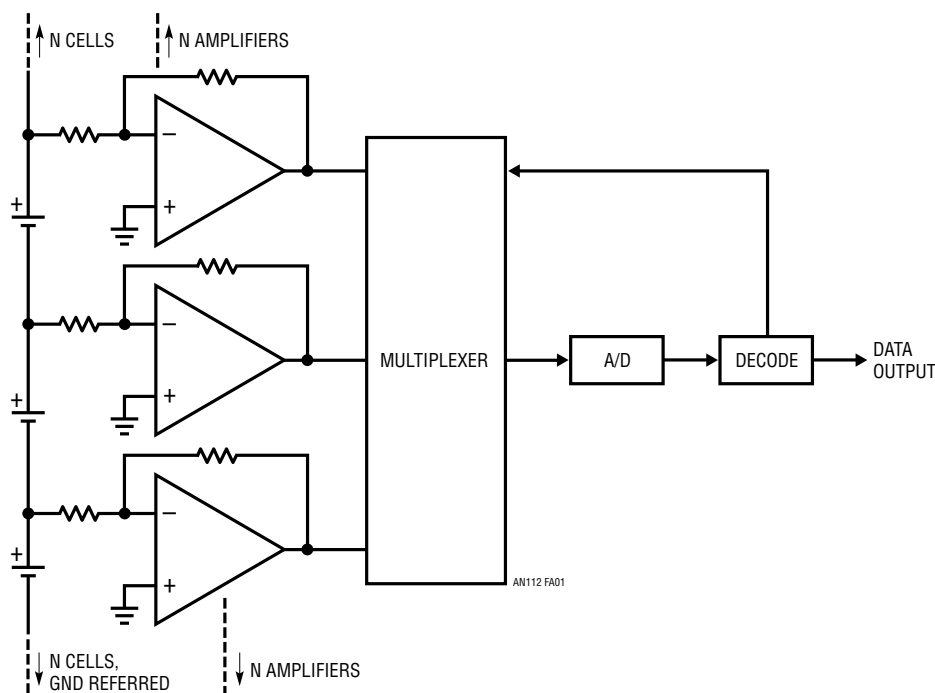 N CELLS
N AMPLIFIERS
−
+
+
−
+
+
−
+
+
MULTIPLEXER
A/D
DECODE
DATA
OUTPUT
AN112 FA01
N CELLS,
GND REFERRED
N AMPLIFIERS